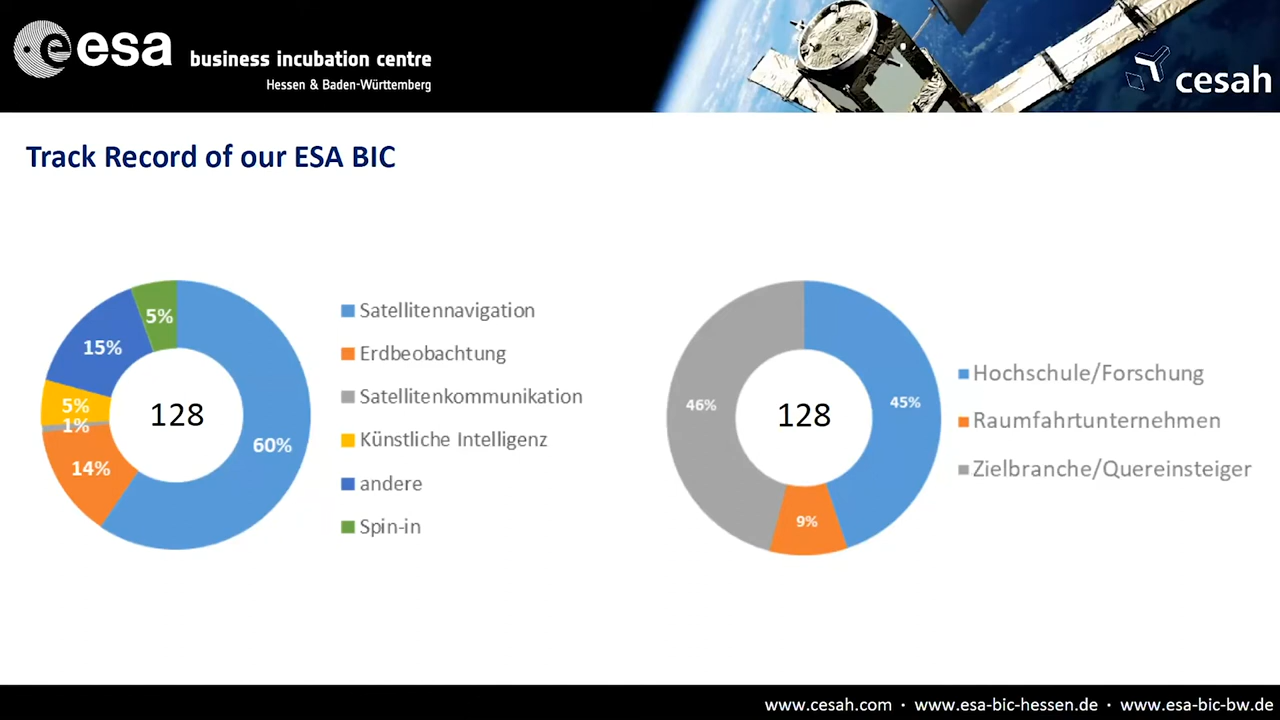 esa
business incubation centre
Hessen & Baden-Württemberg
cesah
Track Record of our ESA BIC
5%
15%
5%
1%
14%
60%
128
Satellitennavigation
Erdbeobachtung
Satellitenkommunikation
Künstliche Intelligenz
andere
Spin-in
46%
45%
9%
128
Hochschule/Forschung
Raumfahrtunternehmen
Zielbranche/Quereinsteiger
www.cesah.com · www.esa-bic-hessen.de · www.esa-bic-bw.de